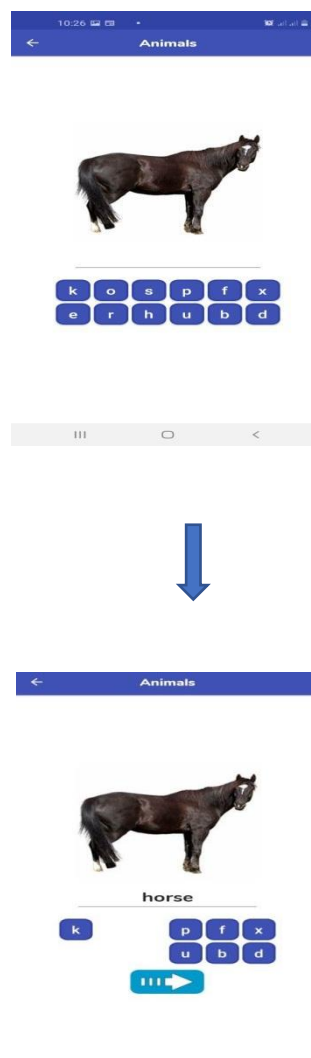 10:26
Animals
k o s p f x
e r h u b d
Animals
horse
k p f x
u b d